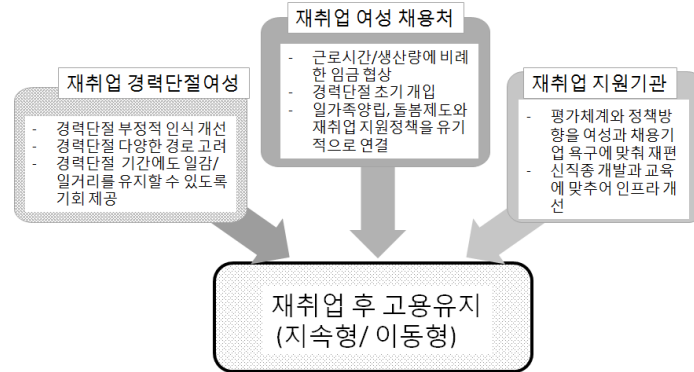 재취업 경력단절여성
- 경력단절 부정적 인식 개선
- 경력단절 다양한 경로 고려
- 경력단절 기간에도 일감/
일거리를 유지할 수 있도록
기회 제공
재취업 여성 채용처
- 근로시간/생산량에 비례
한 임금 협상
- 경력단절 초기 개입
- 일가족양립, 돌봄제도와
재취업 지원정책을 유기
적으로 연결
재취업 지원기관
- 평가체계와 정책방
향을 여성과 채용기
업 욕구에 맞춰 재편
- 신직종 개발과 교육
에 맞추어 인프라 개
선
재취업 후 고용유지
(지속형/ 이동형)